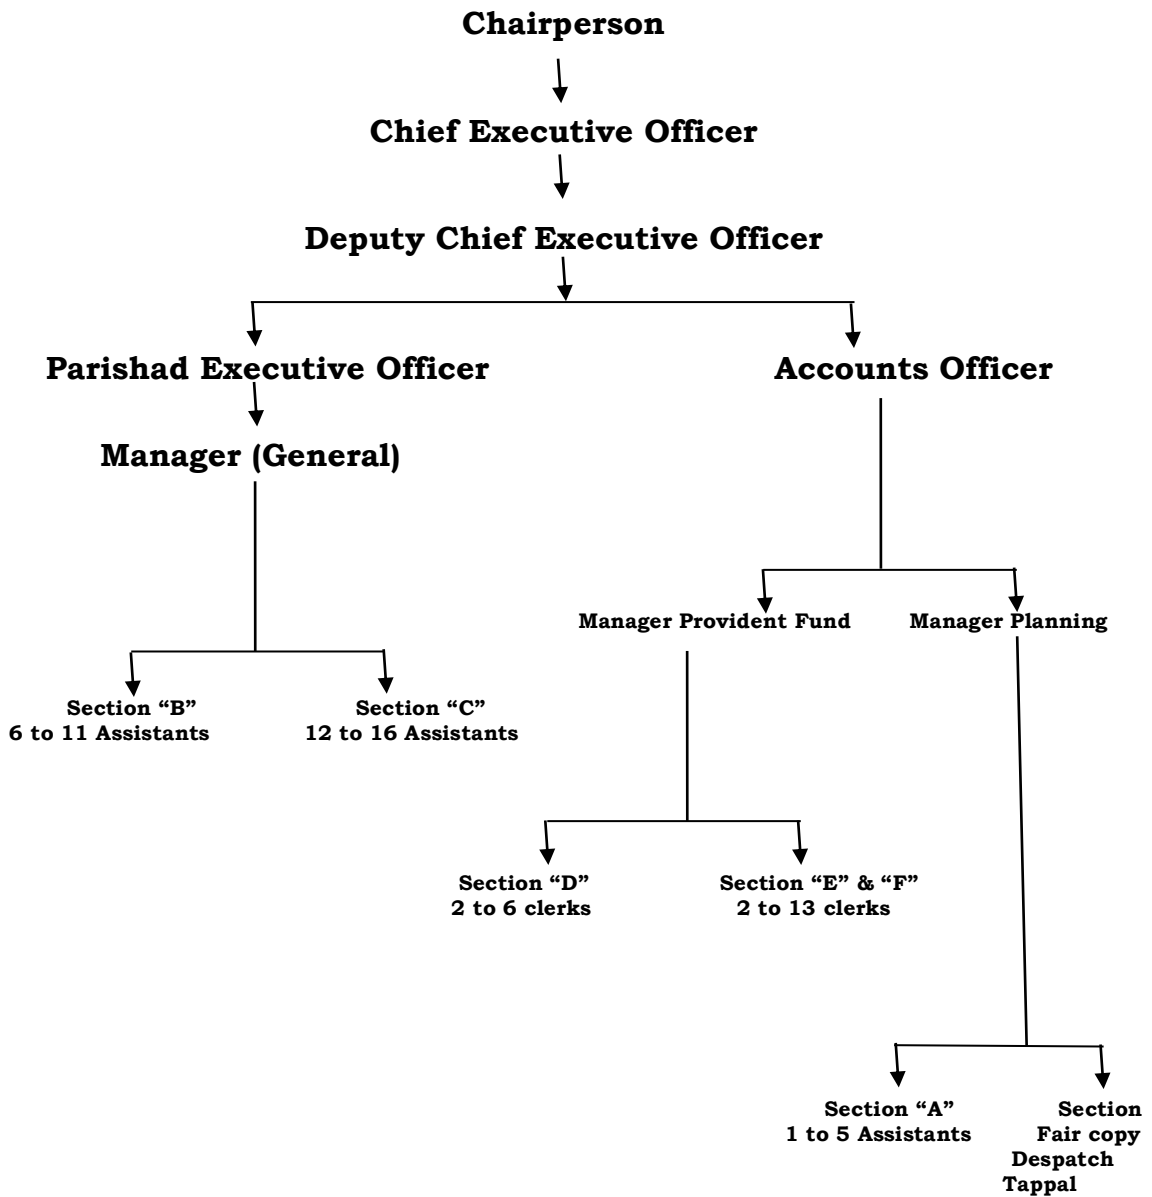 Chairperson
Chief Executive Officer
Deputy Chief Executive Officer
Parishad Executive Officer
Accounts Officer
Manager (General)
Manager Provident Fund
Manager Planning
Section “B”
6 to 11 Assistants
Section “C”
12 to 16 Assistants
Section “D”
2 to 6 clerks
Section “E” & “F”
2 to 13 clerks
Section “A”
1 to 5 Assistants
Section
Fair copy
Despatch
Tappal